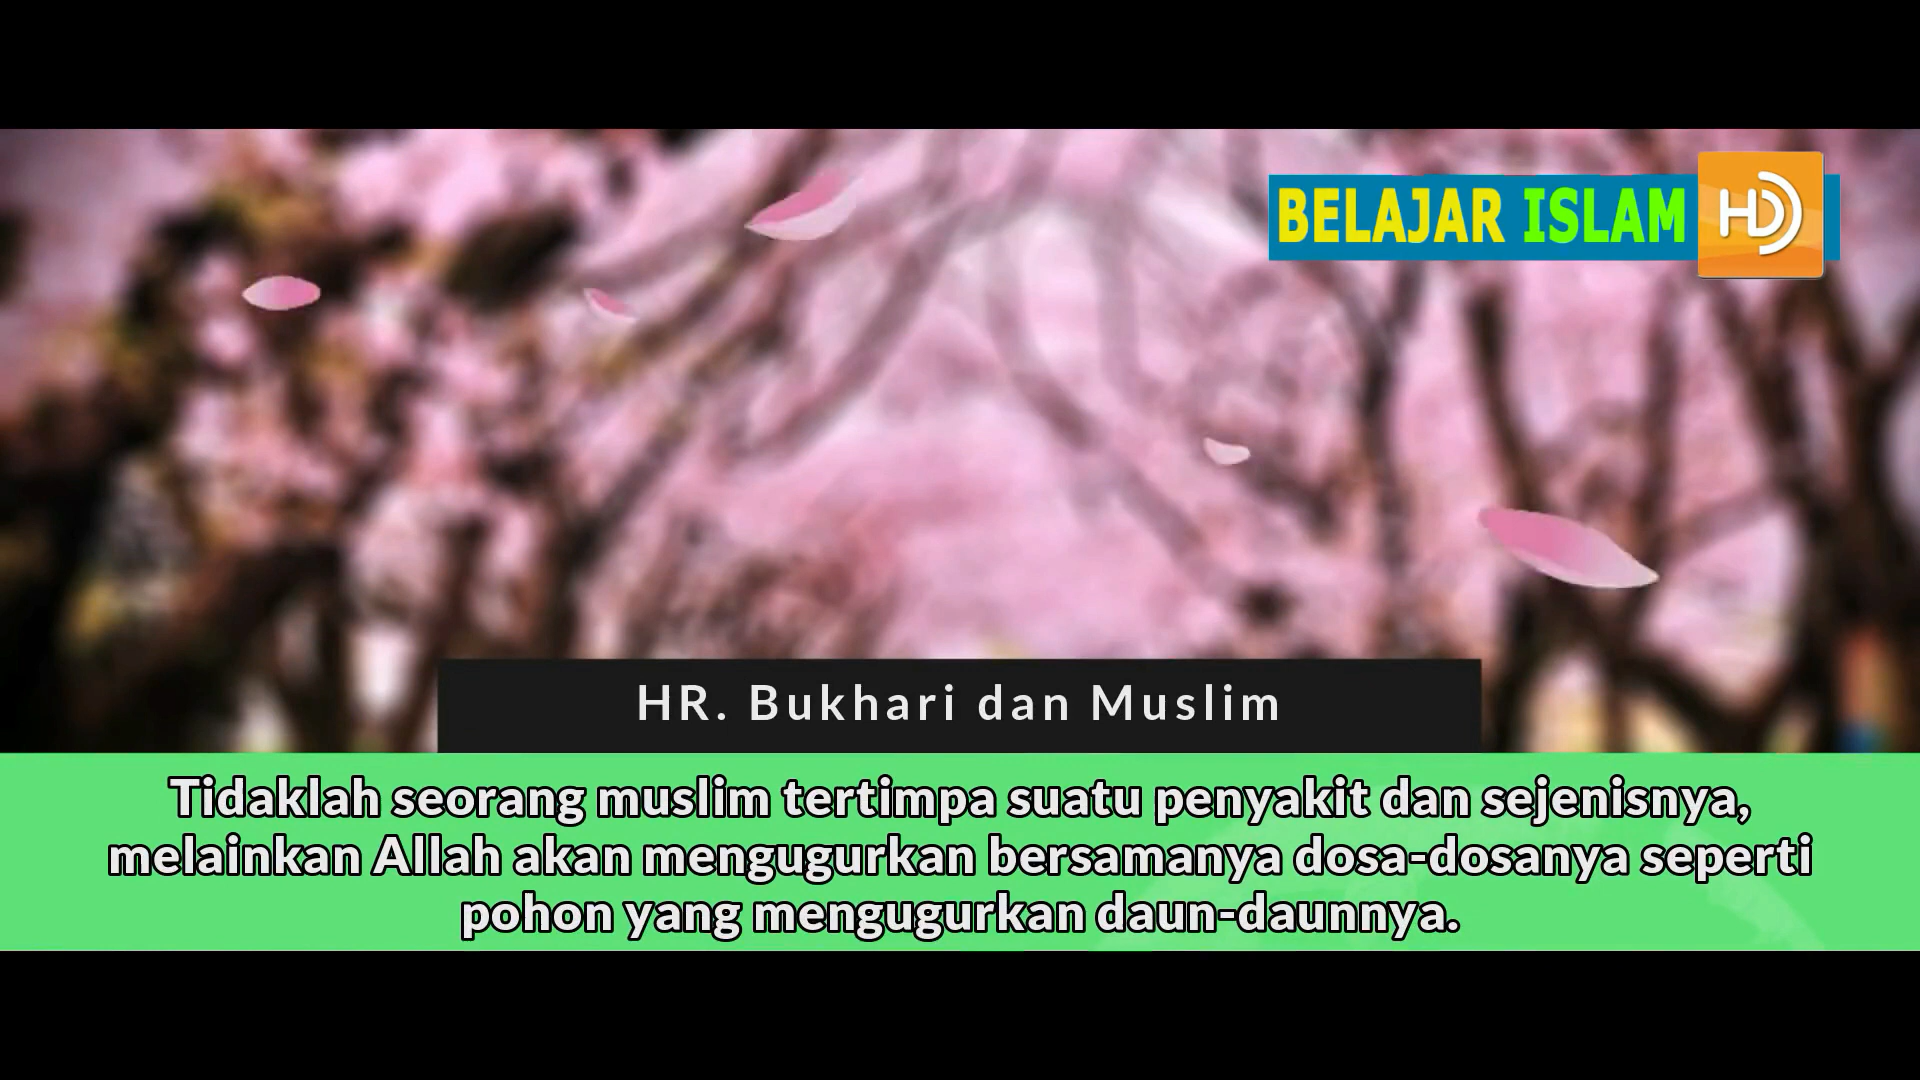 BELAJAR ISLAM HD
HR. Bukhari dan Muslim
Tidaklah seorang muslim tertimpa suatu penyakit dan sejenisnya,
melainkan Allah akan mengugurkan bersamanya dosa-dosanya seperti
pohon yang mengugurkan daun-daunnya.